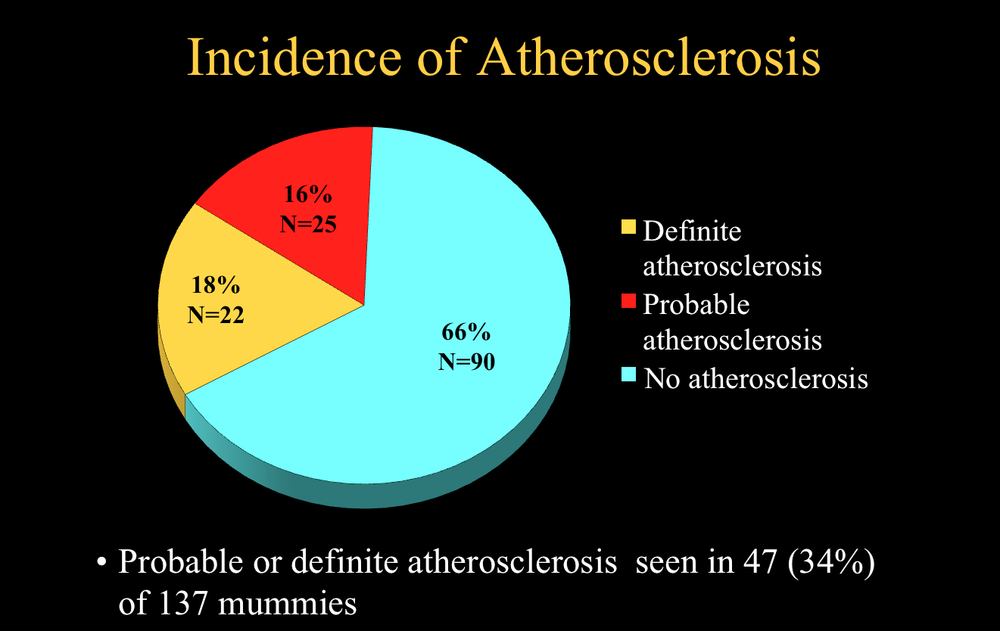 Incidence of Atherosclerosis
16%
N=25
18%
N=22
66%
N=90
Definite
atherosclerosis
Probable
atherosclerosis
No atherosclerosis
• Probable or definite atherosclerosis  seen in 47 (34%)
of 137 mummies